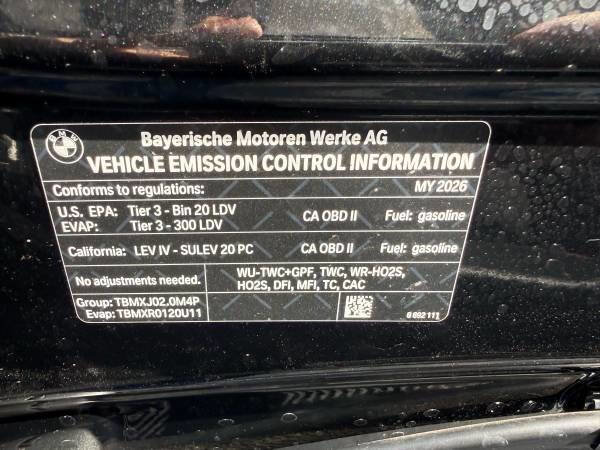 BMW
Bayerische Motoren Werke AG
VEHICLE EMISSION CONTROL INFORMATION
Conforms to regulations: MY 2026
U.S. EPA: Tier 3 - Bin 20 LDV CA OBD II Fuel: gasoline
EVAP: Tier 3 - 300 LDV
California: LEV IV - SULEV 20 PC CA OBD II Fuel: gasoline
No adjustments needed. WU-TWC+GPF, TWC, WR-HO2S,
HO2S, DFI, MFI, TC, CAC
Group: TBMXJ02.0M4P
Evap: TBMXR0120U11 6 892 111